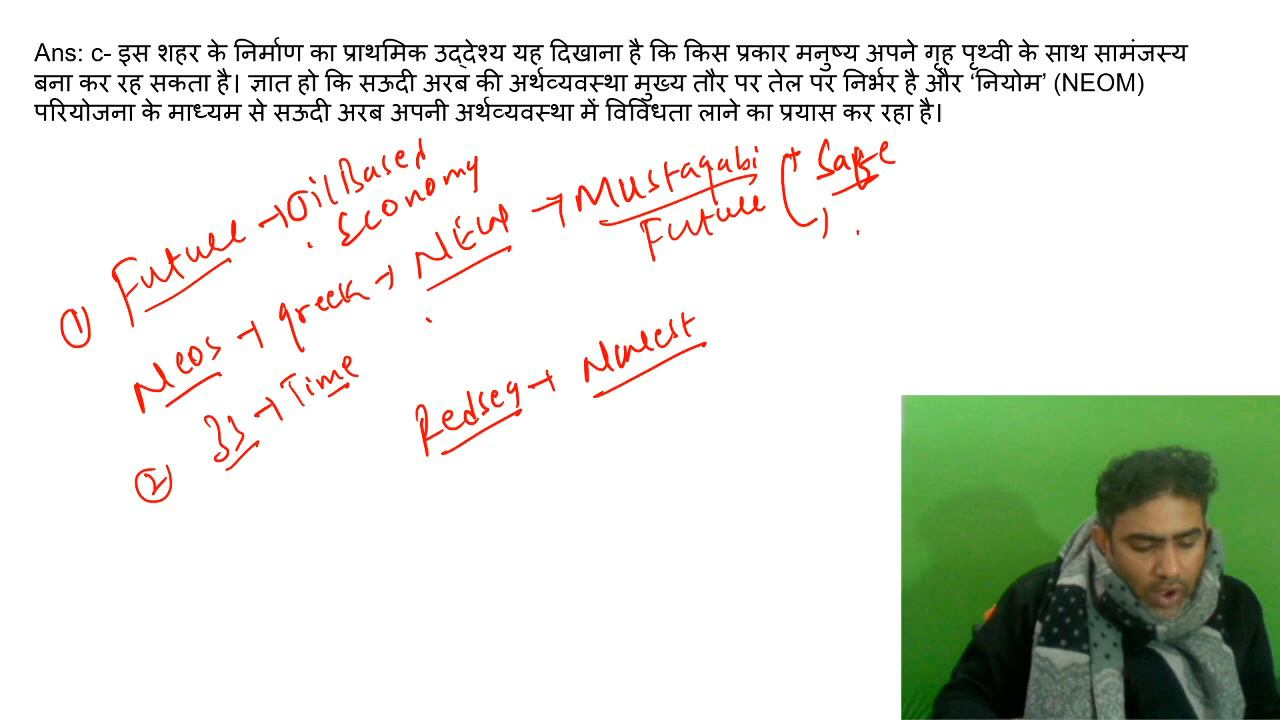 Ans: c- इस शहर के निर्माण का प्राथमिक उद्देश्य यह दिखाना है कि किस प्रकार मनुष्य अपने गृह पृथ्वी के साथ सामंजस्य
बना कर रह सकता है। ज्ञात हो कि सऊदी अरब की अर्थव्यवस्था मुख्य तौर पर तेल पर निर्भर है और ‘नियोम’ (NEOM)
परियोजना के माध्यम से सऊदी अरब अपनी अर्थव्यवस्था में विविधता लाने का प्रयास कर रहा है।
① Future → Oil Based
Economy
Neos → greek → NEW → Mustaqabi
Future
② 33 → Time
Redsea →